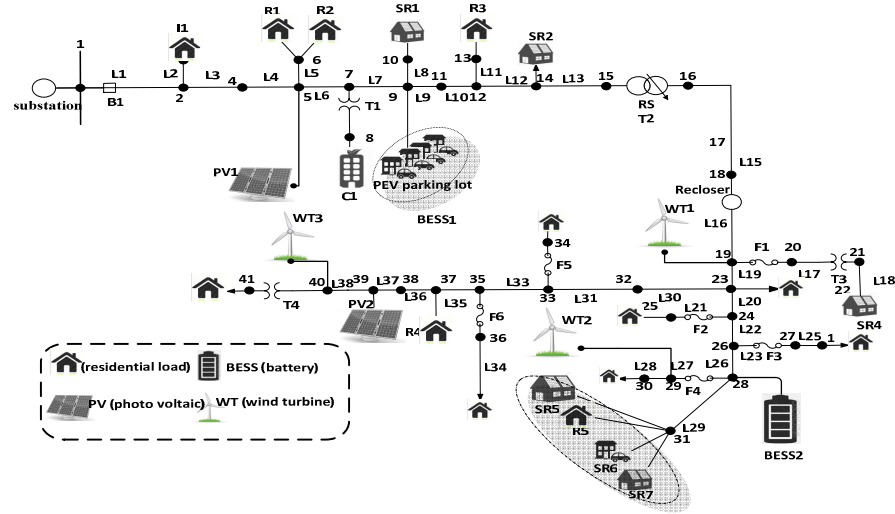 I1
R1
R2
SR1
R3
SR2
1
L1
B1
substation
L2
2
L3
4
L4
L5
6
5
L6
7
T1
8
C1
L7
10
L8
9
L9
11
L10
12
13
L11
L12
14
L13
15
RS
T2
16
PV1
PEV parking lot
BESS1
17
18
L15
Recloser
L16
WT1
19
F1
20
L19
L17
T3
22
21
L18
SR4
WT3
34
F5
41
T4
40
L38
39
L37
38
L36
37
L35
35
L33
33
L31
32
L30
23
L20
24
L22
25
L21
F2
PV2
R4
F6
36
L34
WT2
26
L23
F3
27
L25
1
L28
30
L27
29
F4
L26
28
BESS2
SR5
R5
SR6
SR7
L29
31
(residential load)
BESS (battery)
PV (photo voltaic)
WT (wind turbine)